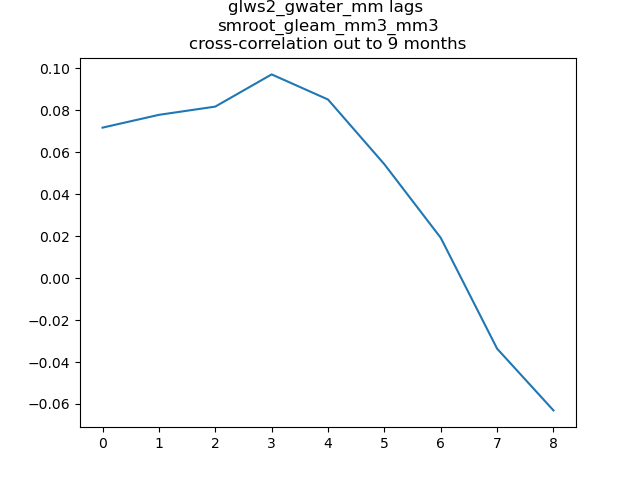 glws2_gwater_mm lags
smroot_gleam_mm3_mm3
cross-correlation out to 9 months
0.10
0.08
0.06
0.04
0.02
0.00
−0.02
−0.04
−0.06
0 1 2 3 4 5 6 7 8